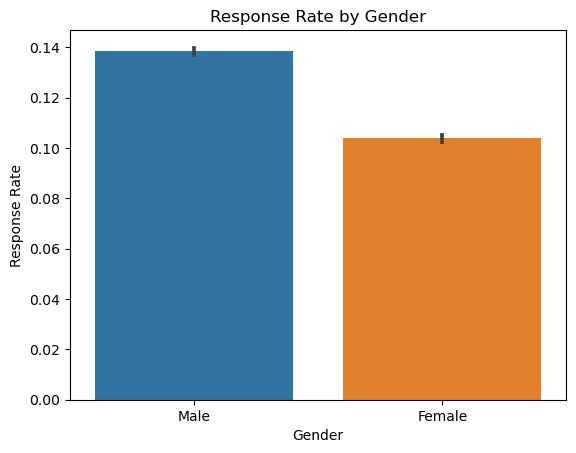 Response Rate by Gender
Response Rate
0.14
0.12
0.10
0.08
0.06
0.04
0.02
0.00
Male Female
Gender